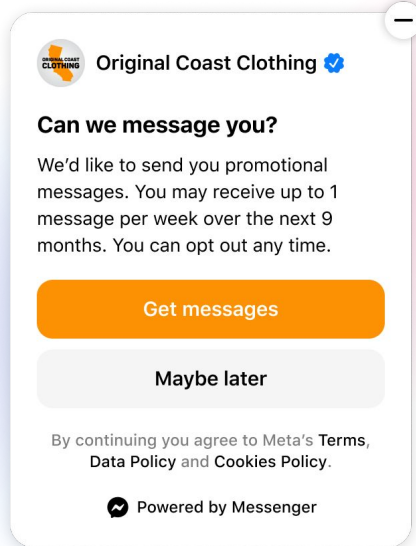 ORIGINAL COAST
CLOTHING
Original Coast Clothing
Can we message you?
We’d like to send you promotional
messages. You may receive up to 1
message per week over the next 9
months. You can opt out any time.
Get messages
Maybe later
By continuing you agree to Meta’s Terms,
Data Policy and Cookies Policy.
Powered by Messenger